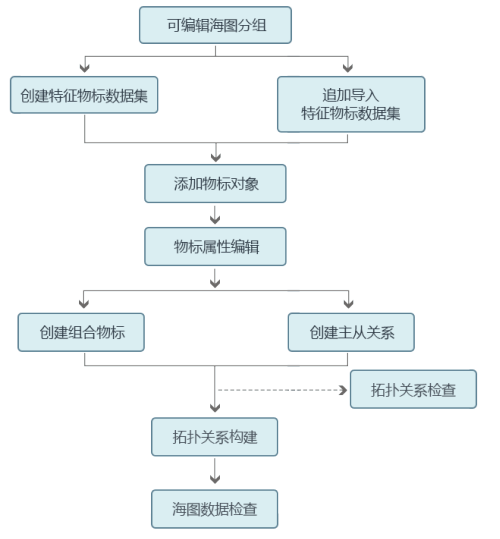 可编辑海图分组
创建特征物标数据集
追加导入
特征物标数据集
添加物标对象
物标属性编辑
创建组合物标
创建主从关系
拓扑关系检查
拓扑关系构建
海图数据检查